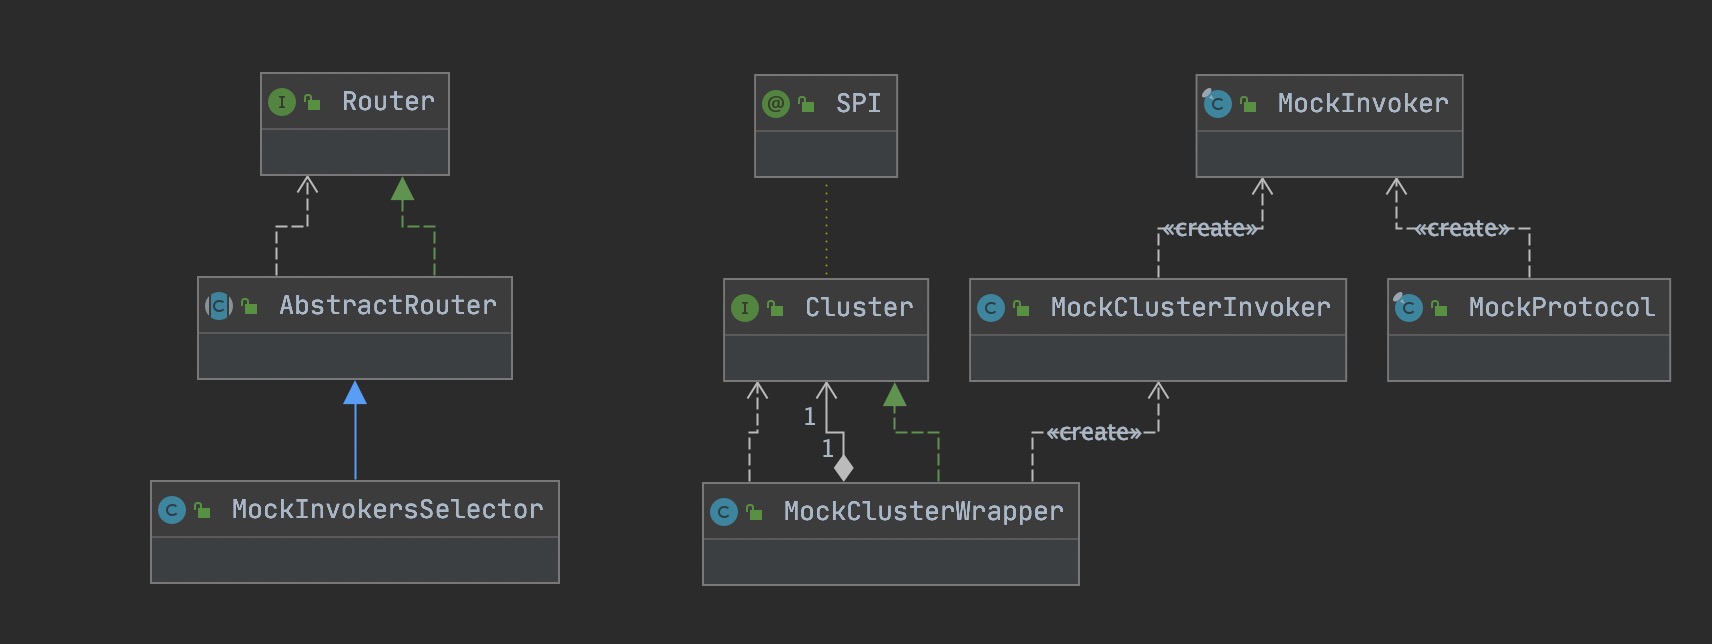 I Router
@ SPI
C MockInvoker
«create»
«create»
C AbstractRouter
I Cluster
C MockClusterInvoker
C MockProtocol
1
1
«create»
C MockInvokersSelector
C MockClusterWrapper